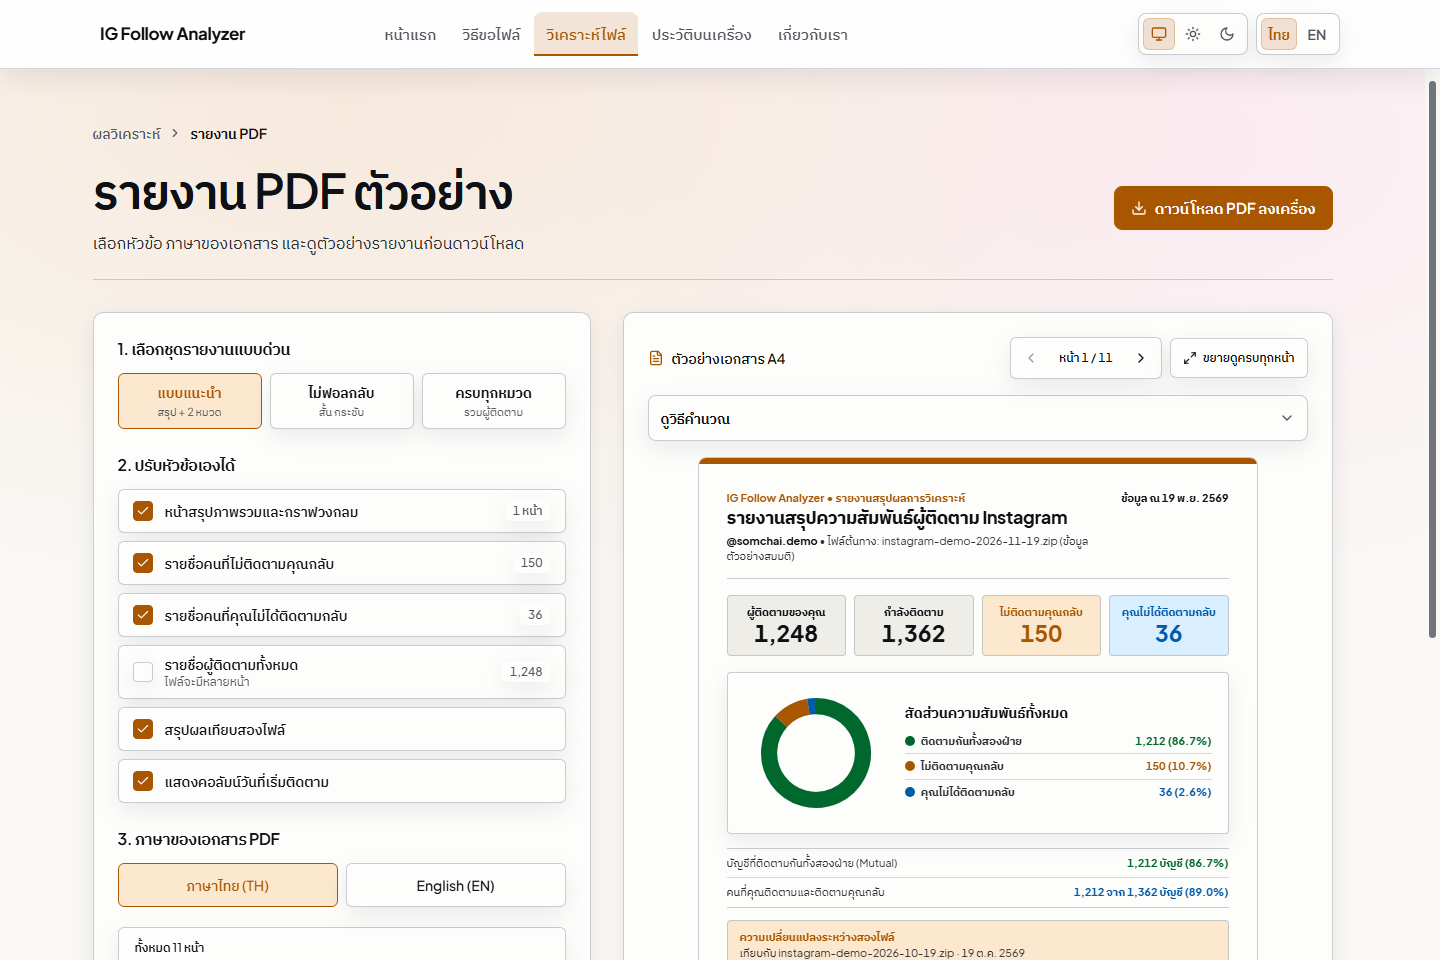 IG Follow Analyzer
หน้าแรก
วิธีขอไฟล์
วิเคราะห์ไฟล์
ประวัติบนเครื่อง
เกี่ยวกับเรา
ไทย
EN
ผลวิเคราะห์
รายงาน PDF
รายงาน PDF ตัวอย่าง
เลือกหัวข้อ ภาษาของเอกสาร และดูตัวอย่างรายงานก่อนดาวน์โหลด
ดาวน์โหลด PDF ลงเครื่อง
1. เลือกชุดรายงานแบบด่วน
แบบแนะนำ
สรุป + 2 หมวด
ไม่ฟอลกลับ
สั้น กระชับ
ครบทุกหมวด
รวมผู้ติดตาม
2. ปรับหัวข้อเองได้
หน้าสรุปภาพรวมและกราฟวงกลม
1 หน้า
รายชื่อคนที่ไม่ติดตามคุณกลับ
150
รายชื่อคนที่คุณไม่ได้ติดตามกลับ
36
รายชื่อผู้ติดตามทั้งหมด
ไฟล์จะมีหลายหน้า
1,248
สรุปผลเทียบสองไฟล์
แสดงคอลัมน์วันที่เริ่มติดตาม
3. ภาษาของเอกสาร PDF
ภาษาไทย (TH)
English (EN)
ทั้งหมด 11 หน้า
ตัวอย่างเอกสาร A4
หน้า 1 / 11
ขยายดูครบทุกหน้า
ดูวิธีคำนวณ
IG Follow Analyzer • รายงานสรุปผลการวิเคราะห์
ข้อมูล ณ 19 พ.ย. 2569
รายงานสรุปความสัมพันธ์ผู้ติดตาม Instagram
@somchai.demo • ไฟล์ต้นทาง: instagram-demo-2026-11-19.zip (ข้อมูล
ตัวอย่างสมมติ)
ผู้ติดตามของคุณ
1,248
กำลังติดตาม
1,362
ไม่ติดตามคุณกลับ
150
คุณไม่ได้ติดตามกลับ
36
สัดส่วนความสัมพันธ์ทั้งหมด
ติดตามกันทั้งสองฝ่าย 1,212 (86.7%)
ไม่ติดตามคุณกลับ 150 (10.7%)
คุณไม่ได้ติดตามกลับ 36 (2.6%)
บัญชีที่ติดตามกันทั้งสองฝ่าย (Mutual) 1,212 บัญชี (86.7%)
คนที่คุณติดตามและติดตามคุณกลับ 1,212 จาก 1,362 บัญชี (89.0%)
ความเปลี่ยนแปลงระหว่างสองไฟล์
เทียบกับ instagram-demo-2026-10-19.zip · 19 ต.ค. 2569